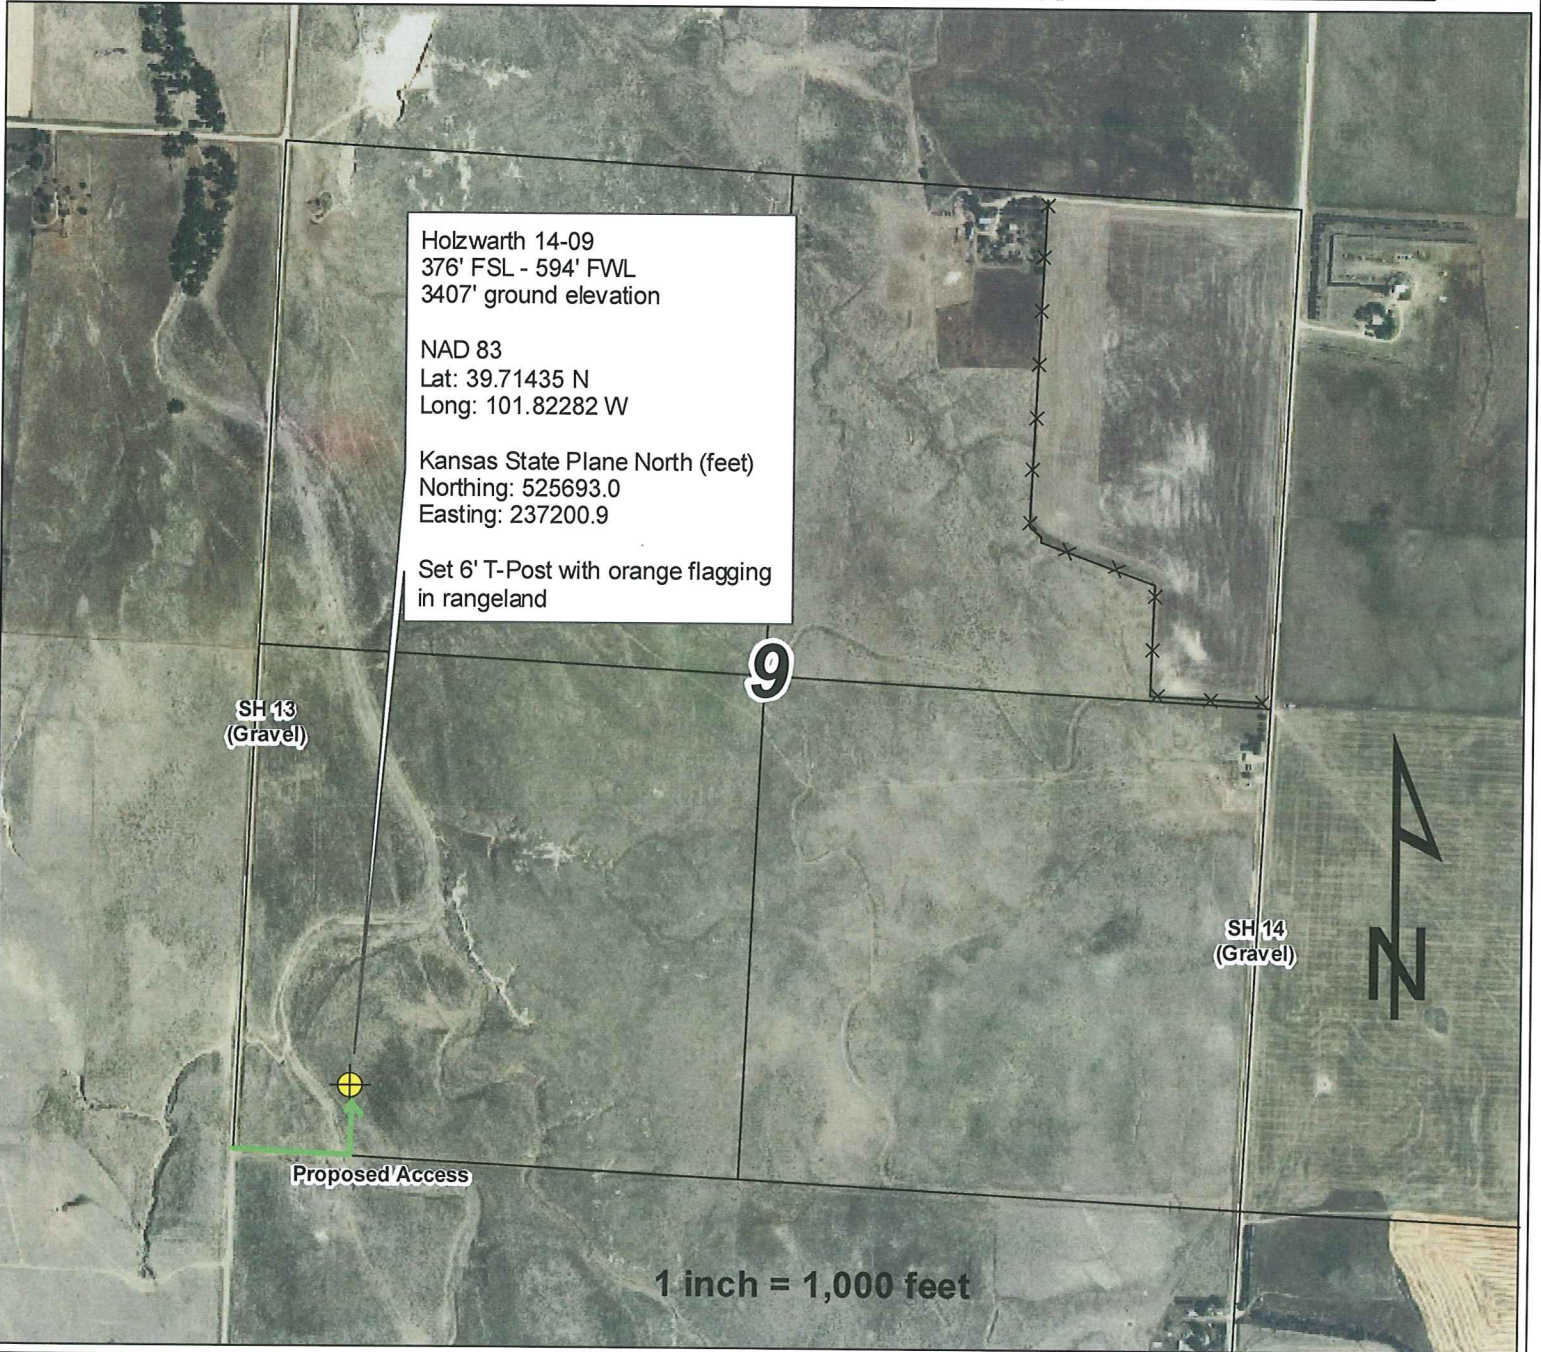 Holzwarth 14-09
376' FSL - 594' FWL
3407' ground elevation
NAD 83
Lat: 39.71435 N
Long: 101.82282 W
Kansas State Plane North (feet)
Northing: 525693.0
Easting: 237200.9
Set 6' T-Post with orange flagging
in rangeland
9
SH 13
(Gravel)
SH 14
(Gravel)
N
Proposed Access
1 inch = 1,000 feet